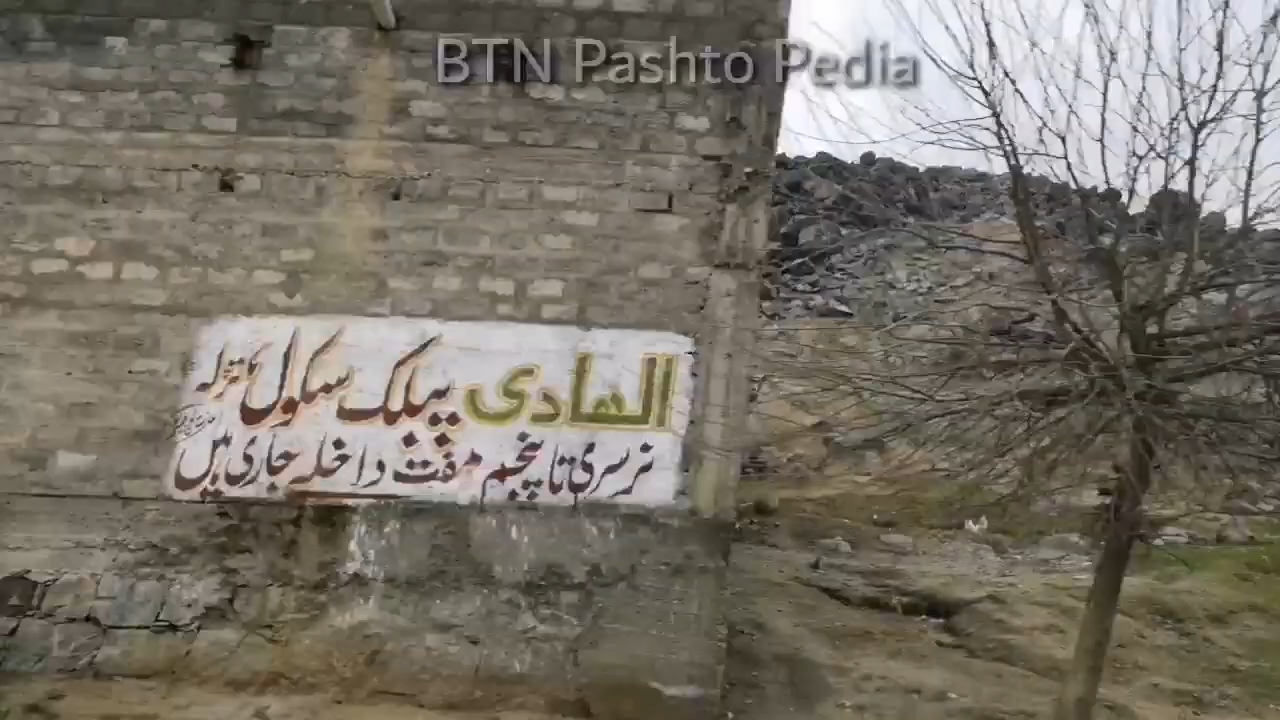 BTN Pashto Pedia
الھادی پبلک سکول
نرسری تا پنجم مفت داخلہ جاری ہیں